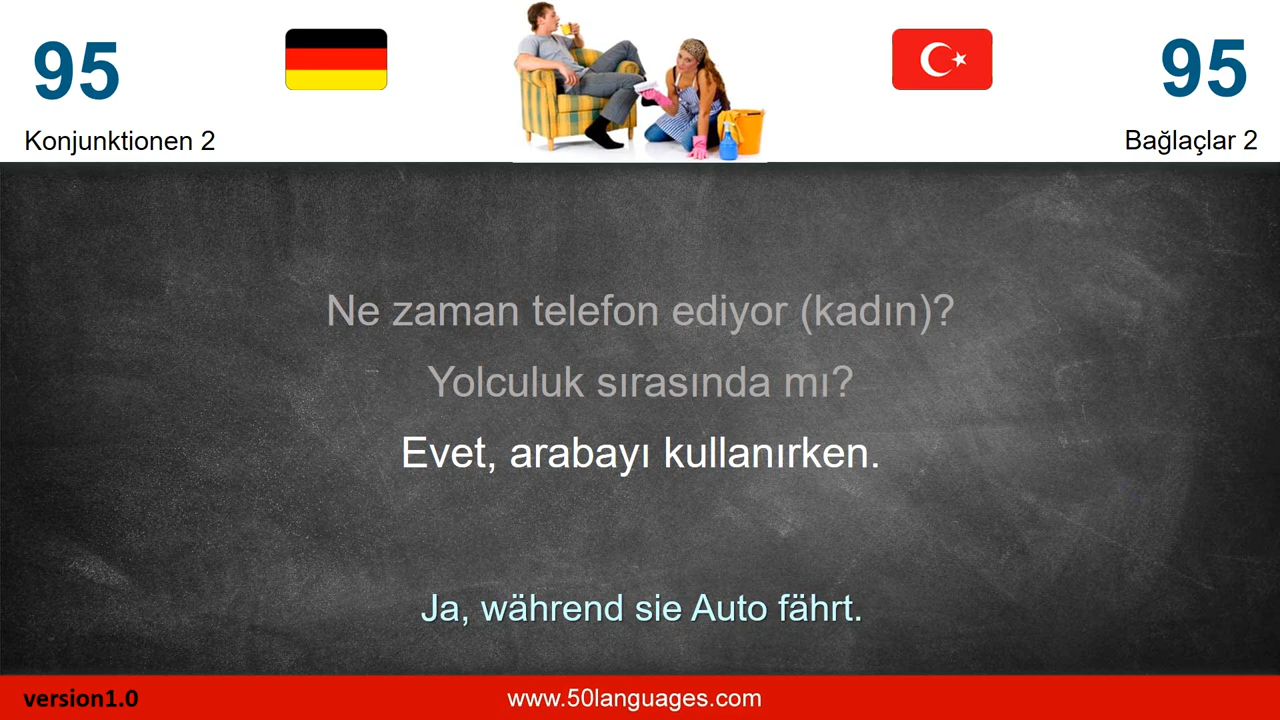 95
95
Konjunktionen 2
Bağlaçlar 2
Ne zaman telefon ediyor (kadın)?
Yolculuk sırasında mı?
Evet, arabayı kullanırken.
Ja, während sie Auto fährt.
version1.0
www.50languages.com